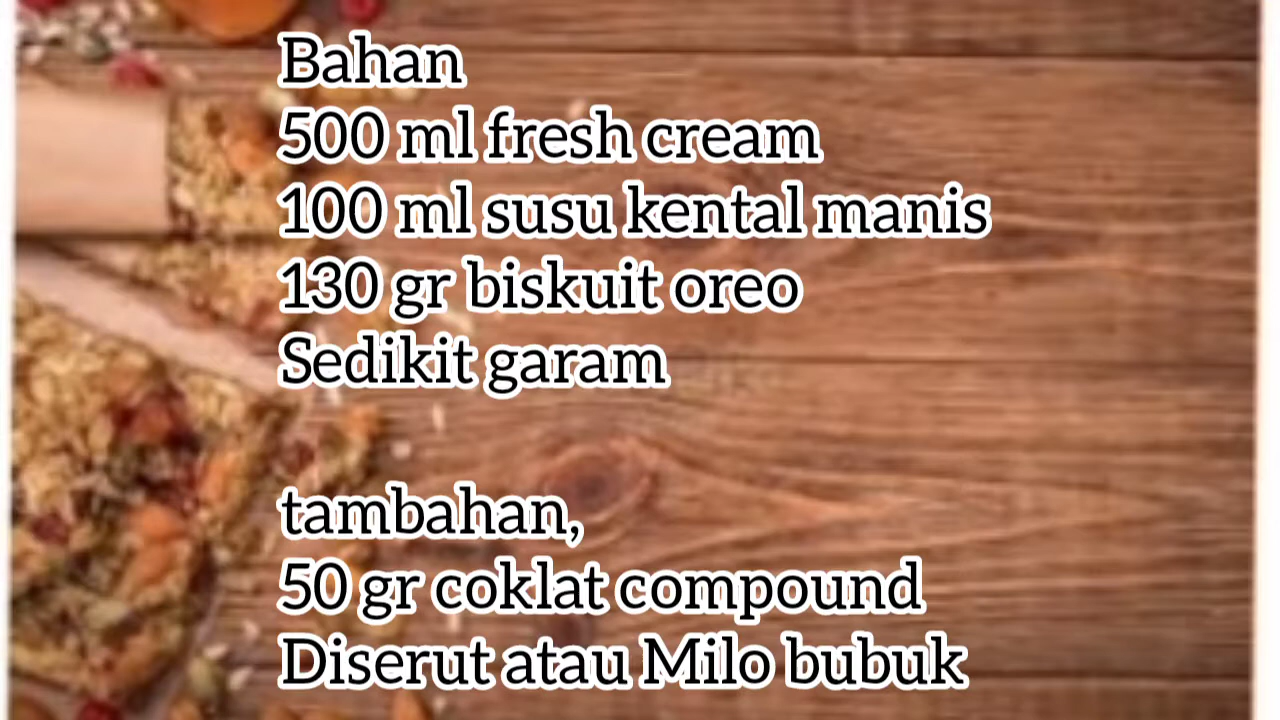 Bahan
500 ml fresh cream
100 ml susu kental manis
130 gr biskuit oreo
Sedikit garam
tambahan,
50 gr coklat compound
Diserut atau Milo bubuk